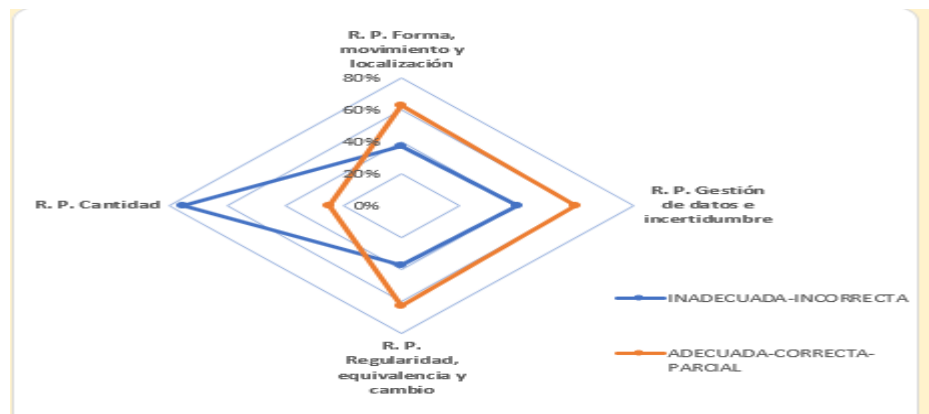 R. P. Forma,
movimiento y
localización
80%
60%
40%
20%
0%
R. P. Cantidad
R. P. Gestión
de datos e
incertidumbre
R. P.
Regularidad,
equivalencia y
cambio
INADECUADA-INCORRECTA
ADECUADA-CORRECTA-
PARCIAL